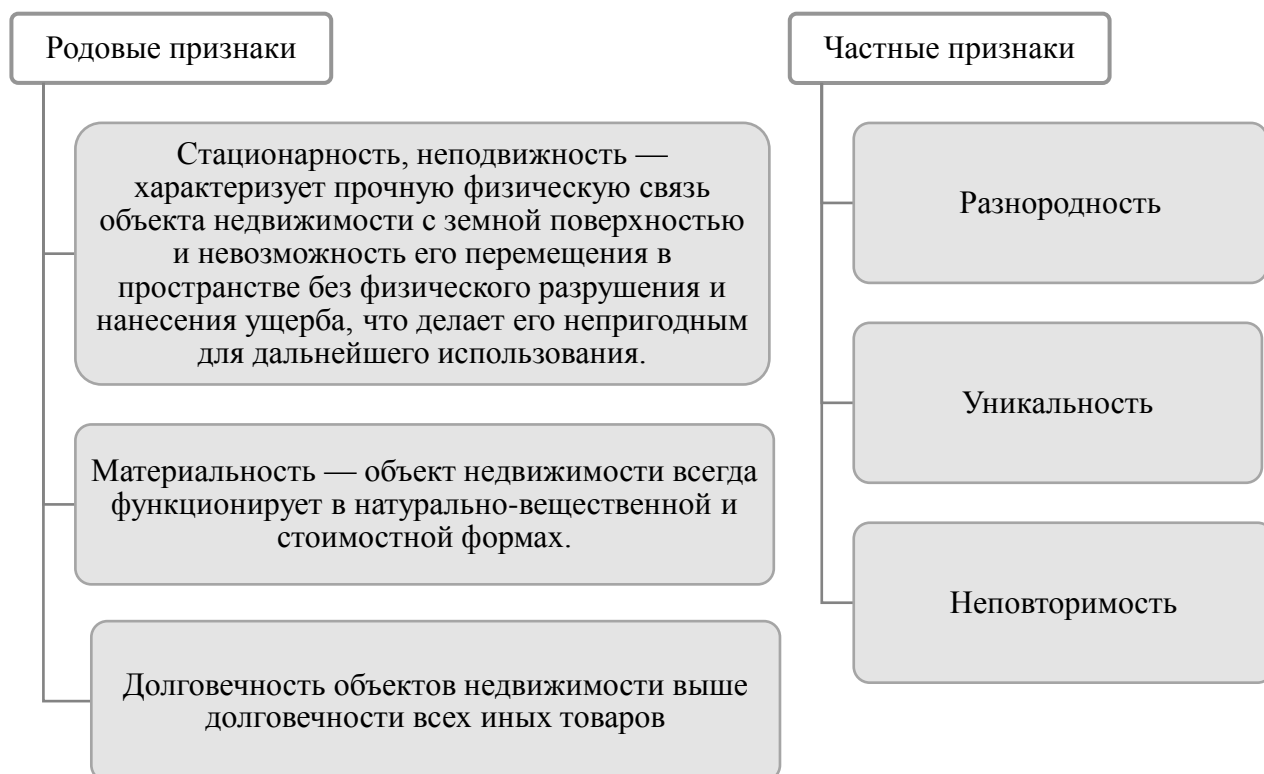 Родовые признаки
Стационарность, неподвижность —
характеризует прочную физическую связь
объекта недвижимости с земной поверхностью
и невозможность его перемещения в
пространстве без физического разрушения и
нанесения ущерба, что делает его непригодным
для дальнейшего использования.
Материальность — объект недвижимости всегда
функционирует в натурально-вещественной и
стоимостной формах.
Долговечность объектов недвижимости выше
долговечности всех иных товаров
Частные признаки
Разнородность
Уникальность
Неповторимость